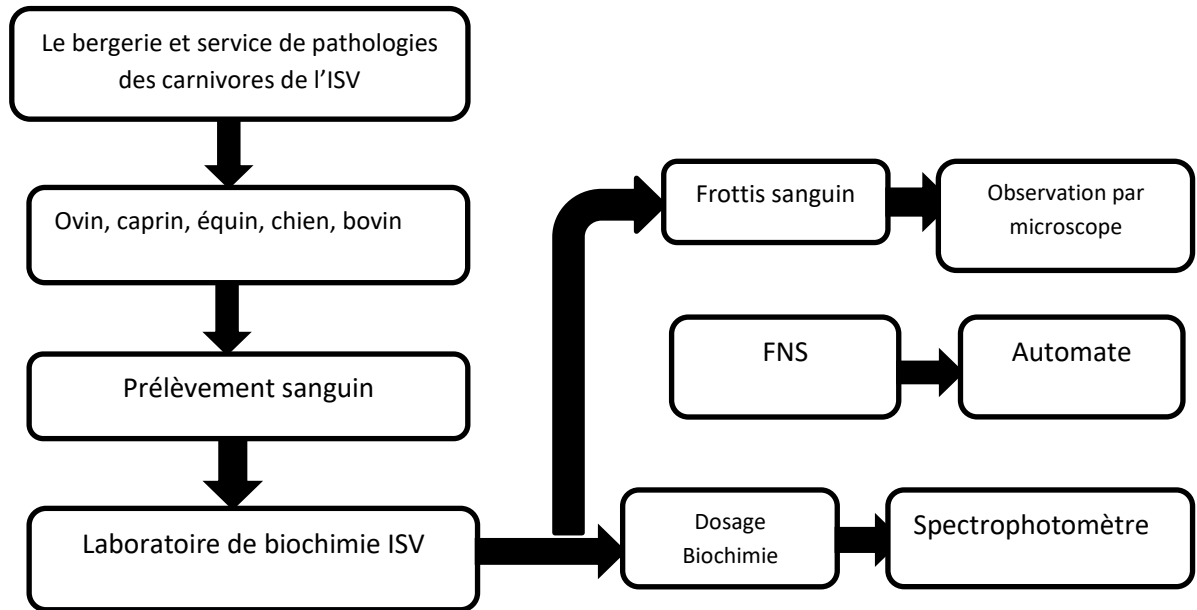 Le bergerie et service de pathologies
des carnivores de l’ISV
Ovin, caprin, équin, chien, bovin
Prélèvement sanguin
Laboratoire de biochimie ISV
Frottis sanguin
Observation par
microscope
FNS
Automate
Dosage
Biochimie
Spectrophotomètre